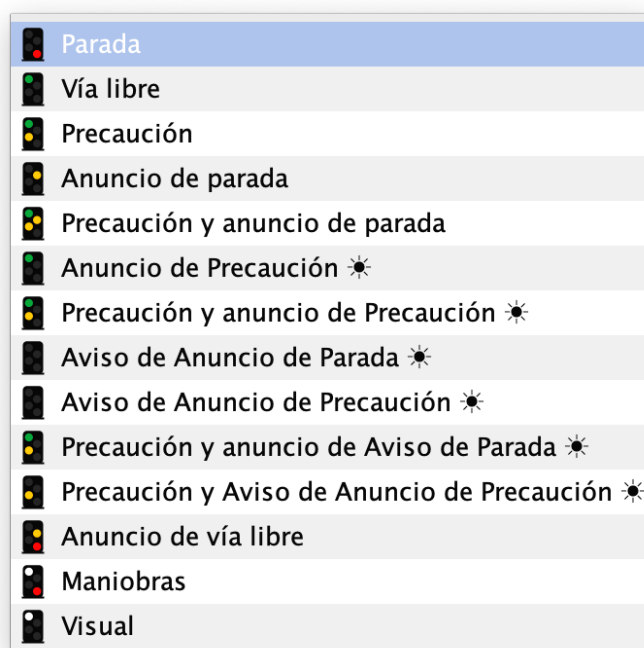 Parada
Vía libre
Precaución
Anuncio de parada
Precaución y anuncio de parada
Anuncio de Precaución ☀
Precaución y anuncio de Precaución ☀
Aviso de Anuncio de Parada ☀
Aviso de Anuncio de Precaución ☀
Precaución y anuncio de Aviso de Parada ☀
Precaución y Aviso de Anuncio de Precaución ☀
Anuncio de vía libre
Maniobras
Visual